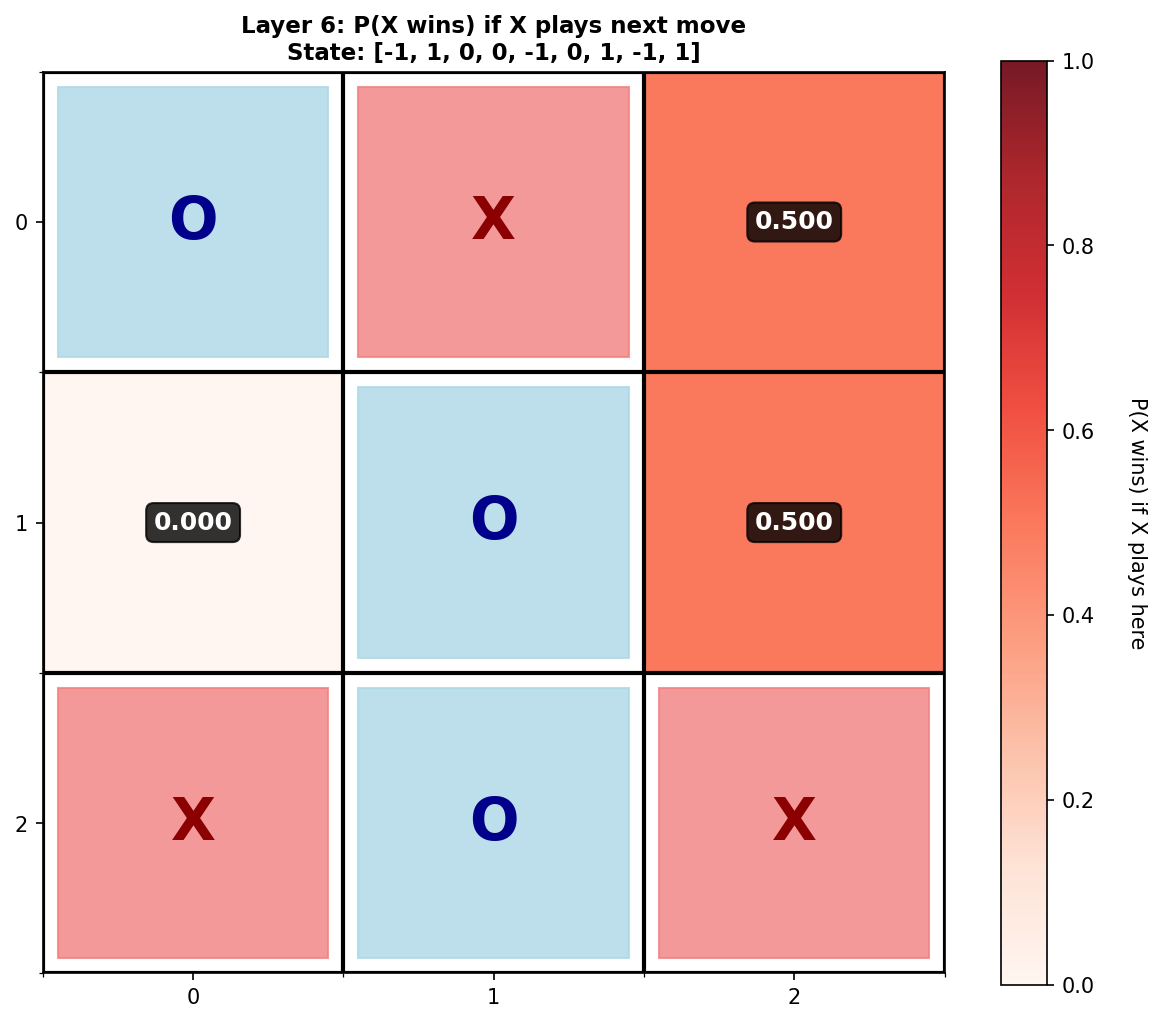 Layer 6: P(X wins) if X plays next move
State: [-1, 1, 0, 0, -1, 0, 1, -1, 1]
0
O
X
0.500
1
0.000
O
0.500
2
X
O
X
0
1
2
1.0
0.8
0.6
0.4
0.2
0.0
P(X wins) if X plays here